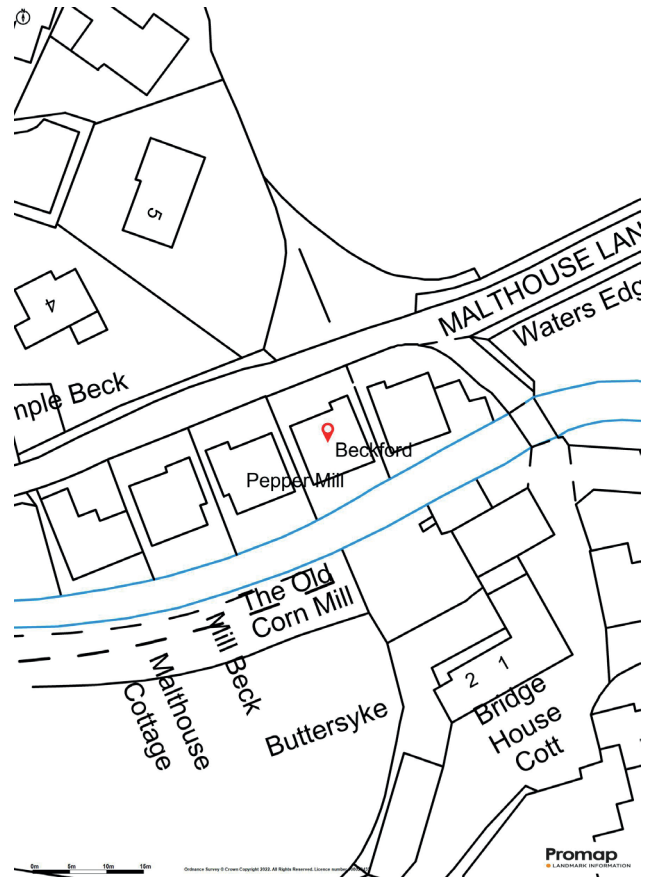 N
5
4
MALTHOUSE LAN
Waters Edg
mple Beck
Beckford
Pepper Mill
The Old
Corn Mill
Mill Beck
Malthouse
Cottage
Buttersyke
2 1
Bridge
House
Cott
0m 5m 10m 15m
Ordnance Survey © Crown Copyright 2022. All Rights Reserved. Licence number
Promap
LANDMARK INFORMATION